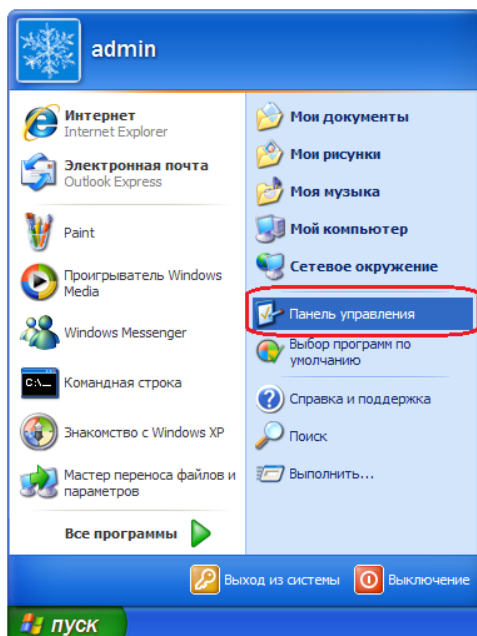 admin
Интернет
Internet Explorer
Электронная почта
Outlook Express
Paint
Проигрыватель Windows
Media
Windows Messenger
C:\_
Командная строка
Знакомство с Windows XP
Мастер переноса файлов и
параметров
Все программы
Мои документы
Мои рисунки
Моя музыка
Мой компьютер
Сетевое окружение
Панель управления
Выбор программ по
умолчанию
Справка и поддержка
Поиск
Выполнить...
Выход из системы
Выключение
пуск